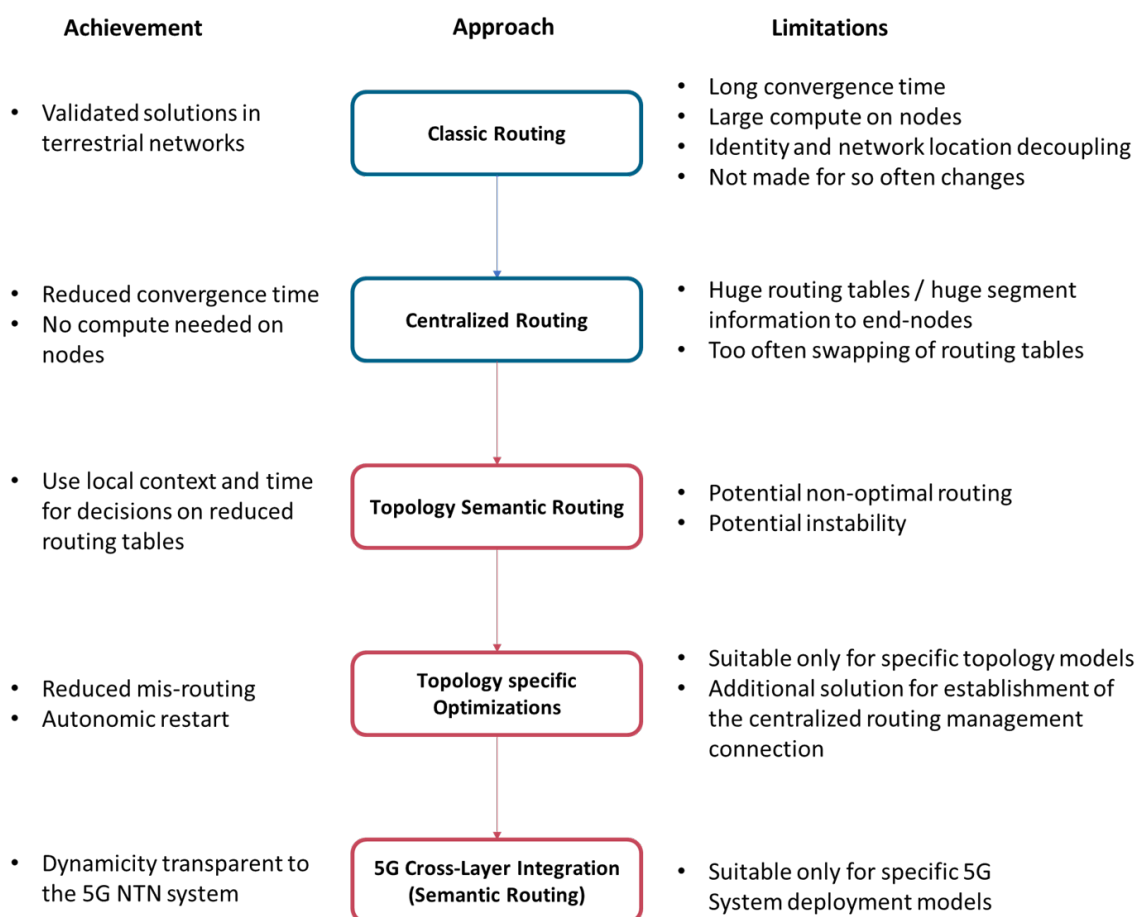 Achievement Approach Limitations
• Validated solutions in
terrestrial networks
Classic Routing
• Long convergence time
• Large compute on nodes
• Identity and network location decoupling
• Not made for so often changes
• Reduced convergence time
• No compute needed on
nodes
Centralized Routing
• Huge routing tables / huge segment
information to end-nodes
• Too often swapping of routing tables
• Use local context and time
for decisions on reduced
routing tables
Topology Semantic Routing
• Potential non-optimal routing
• Potential instability
• Reduced mis-routing
• Autonomic restart
Topology specific
Optimizations
• Suitable only for specific topology models
• Additional solution for establishment of
the centralized routing management
connection
• Dynamicity transparent to
the 5G NTN system
5G Cross-Layer Integration
(Semantic Routing)
• Suitable only for specific 5G
System deployment models